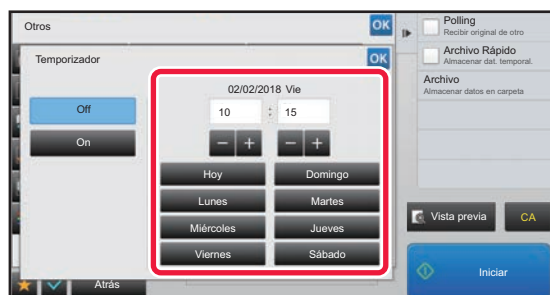 Otros
OK
Temporizador
OK
02/02/2018 Vie
Off
On
10 : 15
− + − +
Hoy
Domingo
Lunes
Martes
Miércoles
Jueves
Viernes
Sábado
Atrás
Polling
Recibir original de otro
Archivo Rápido
Almacenar dat. temporal.
Archivo
Almacenar datos en carpeta
Vista previa
CA
Iniciar